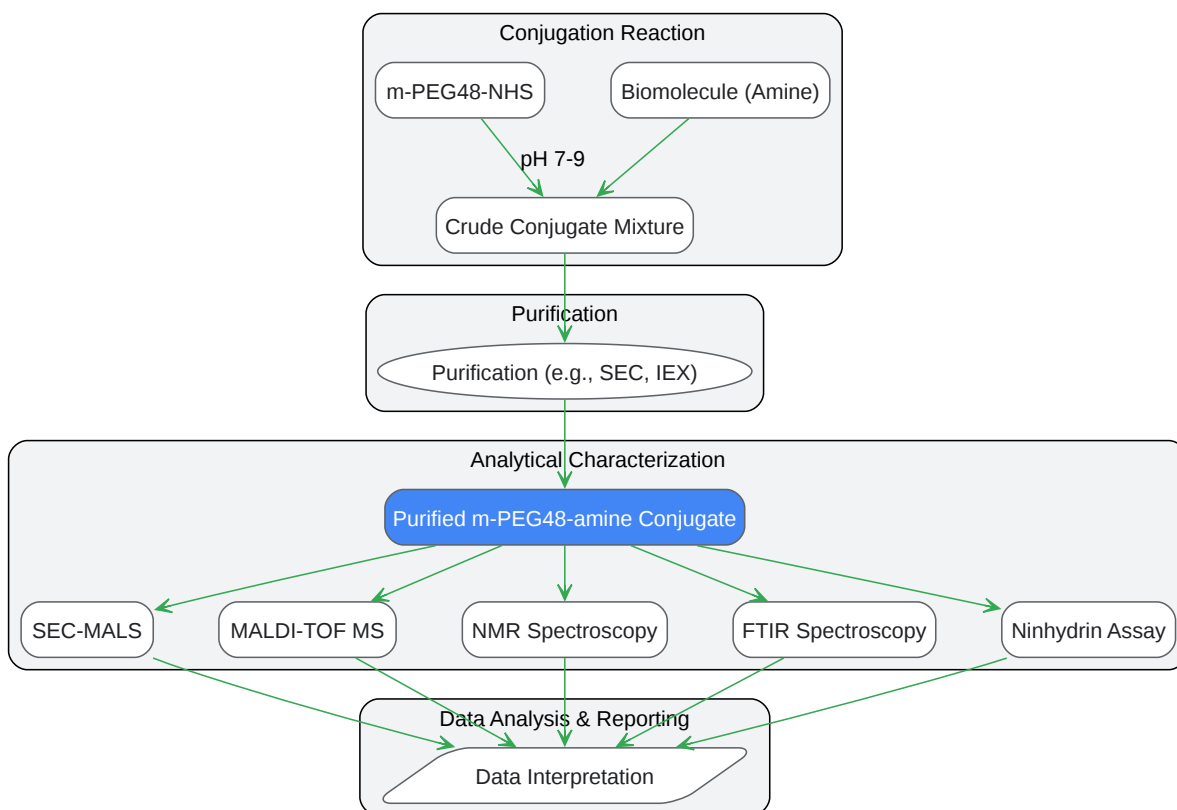 Conjugation Reaction
m-PEG48-NHS
Biomolecule (Amine)
pH 7-9
Crude Conjugate Mixture
Purification
Purification (e.g., SEC, IEX)
Analytical Characterization
Purified m-PEG48-amine Conjugate
SEC-MALS
MALDI-TOF MS
NMR Spectroscopy
FTIR Spectroscopy
Ninhydrin Assay
Data Analysis & Reporting
Data Interpretation